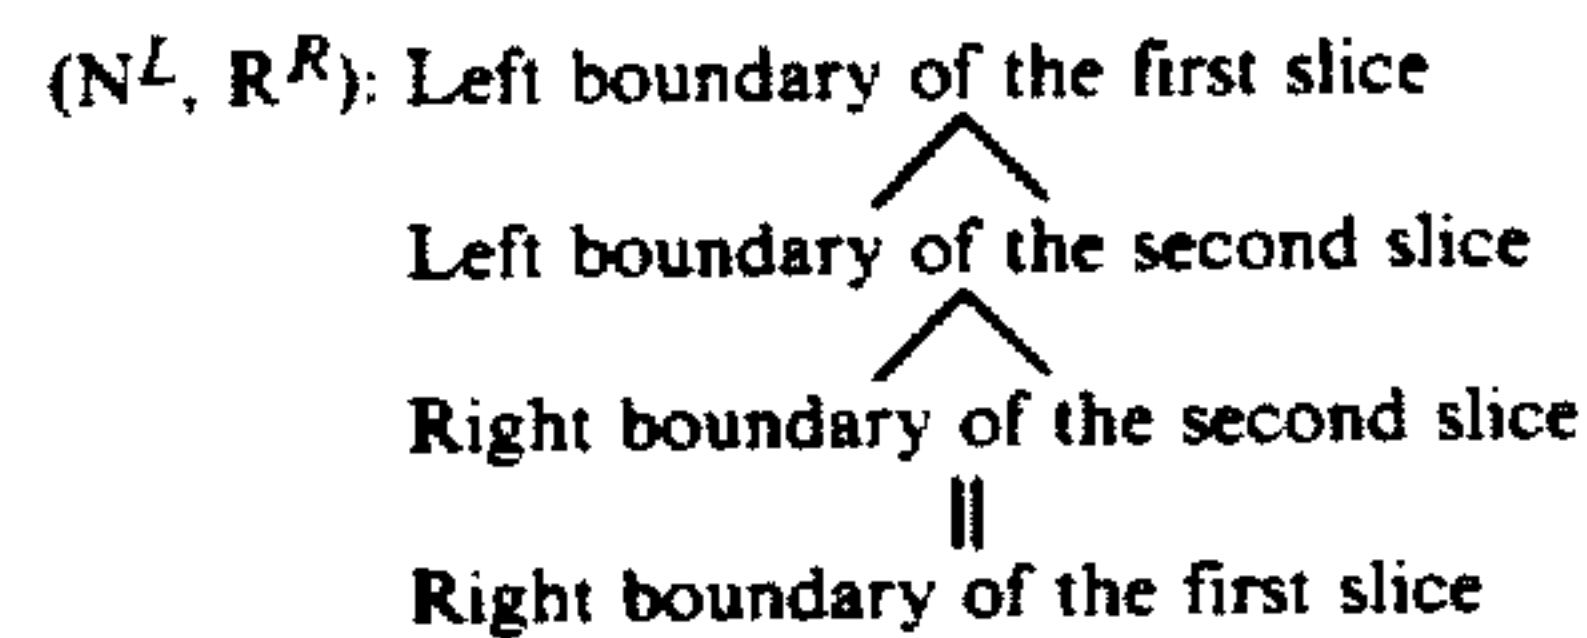 (N^L, R^R): Left boundary of the first slice
∧
Left boundary of the second slice
∧
Right boundary of the second slice
||
Right boundary of the first slice